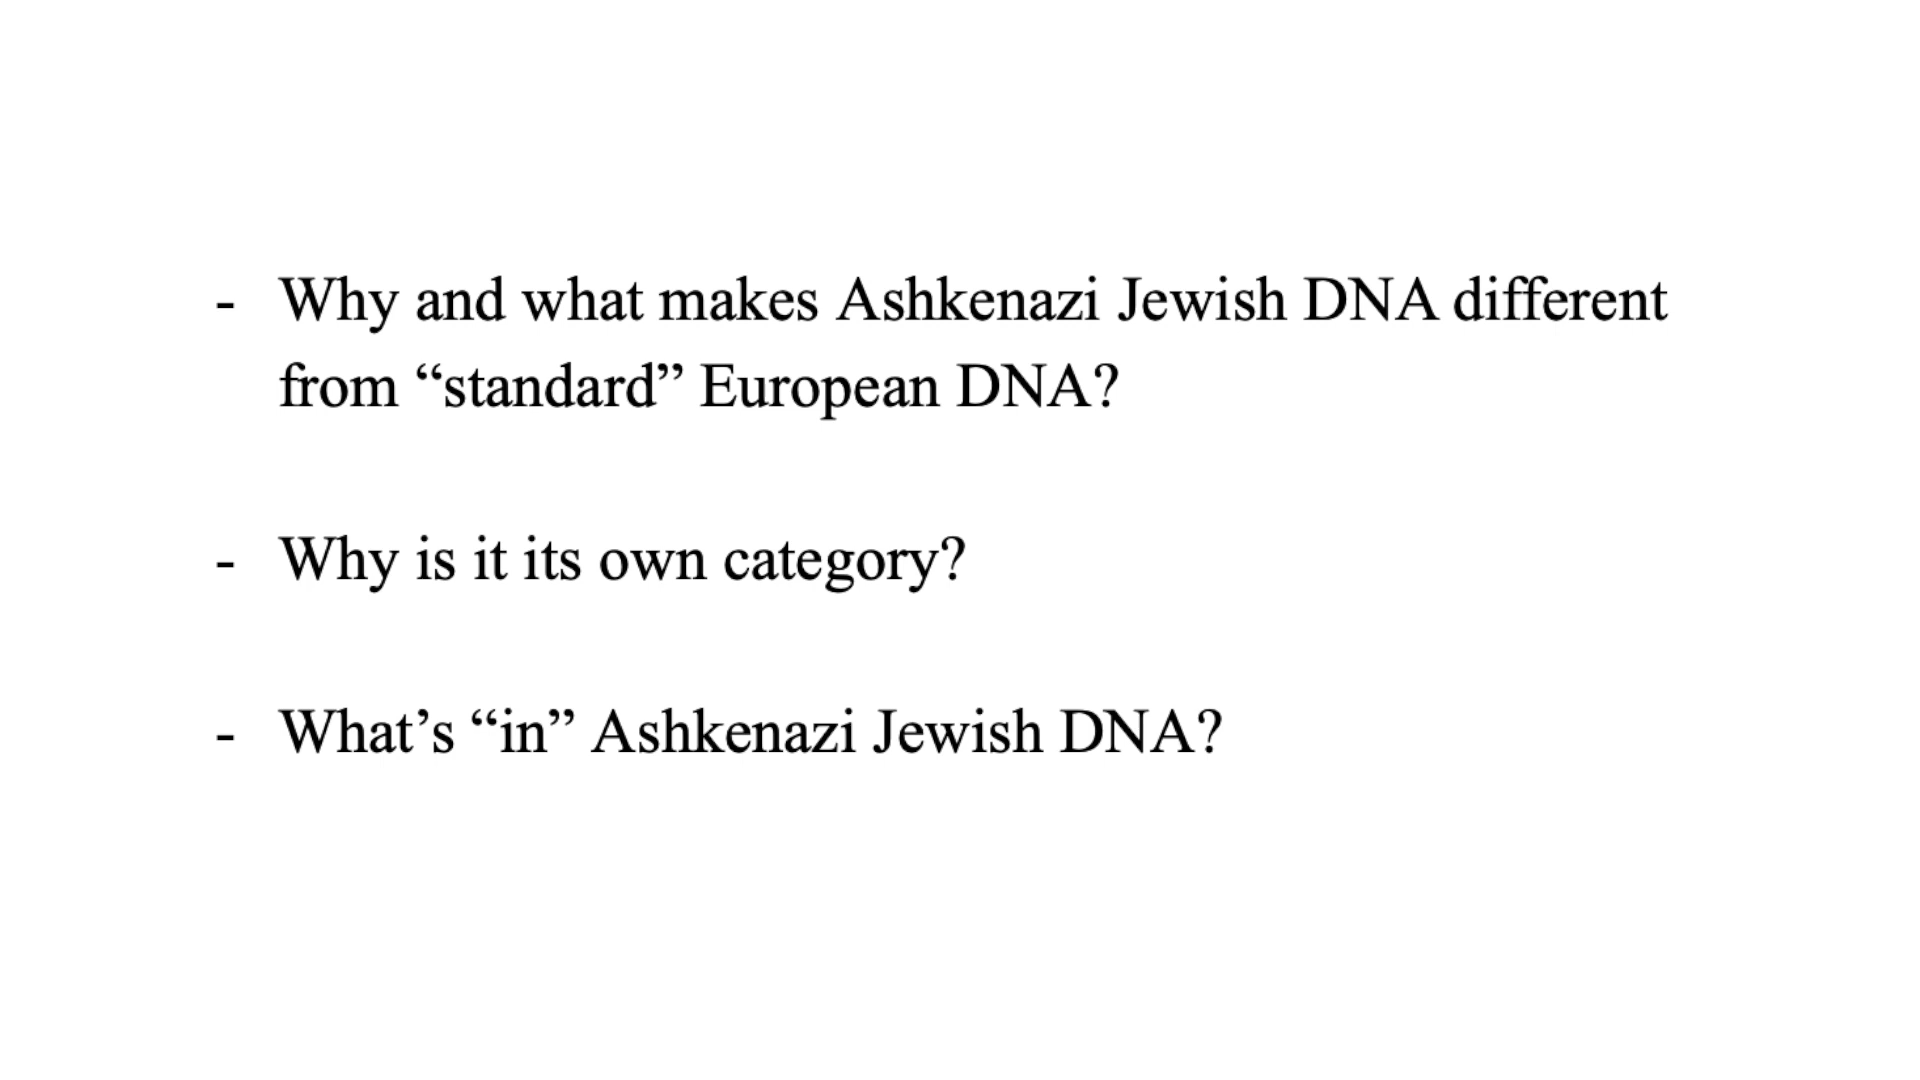 - Why and what makes Ashkenazi Jewish DNA different
from “standard” European DNA?
- Why is it its own category?
- What’s “in” Ashkenazi Jewish DNA?